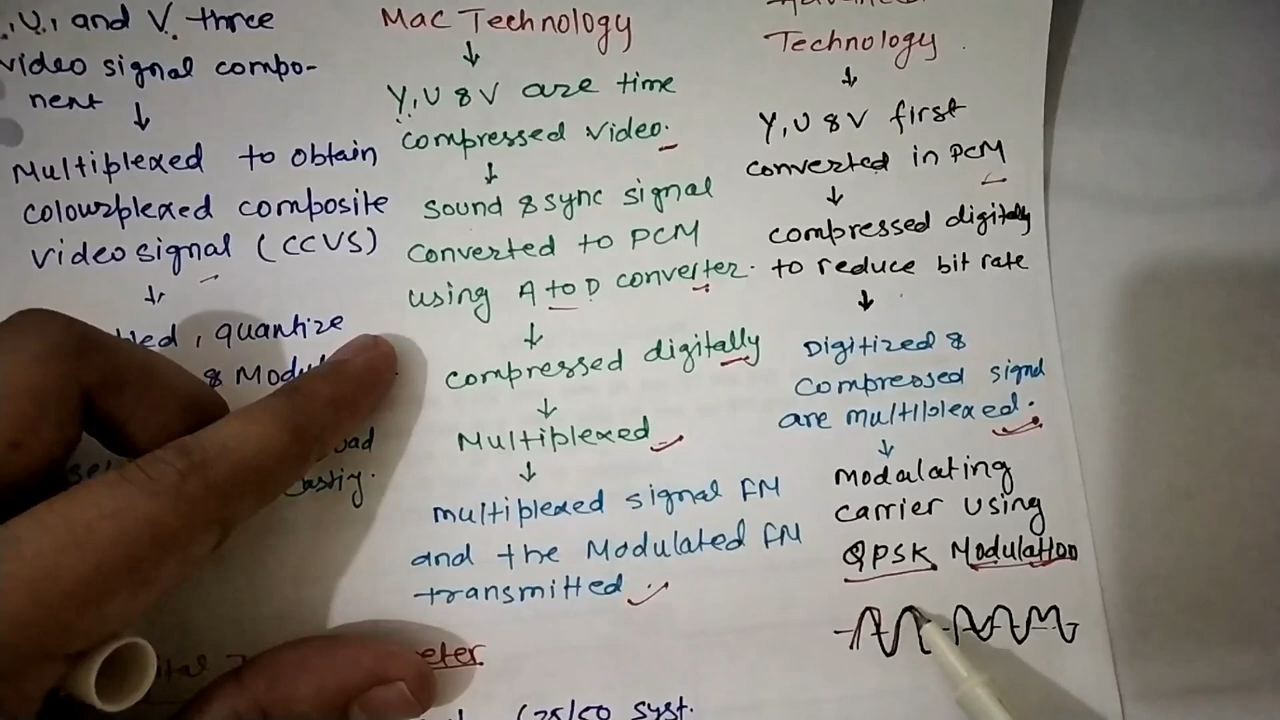 U, and V three
video signal compo-
nent
↓
Multiplexed to obtain
colourplexed composite
video signal (CCVS)
↓
, quantize
& Modu
Mac Technology
↓
Y, U & V are time
compressed video.
↓
sound & sync signal
converted to PCM
using A to D converter.
↓
compressed digitally
↓
Multiplexed
↓
multiplexed signal FM
and the Modulated FM
transmitted
Technology
↓
Y, U & V first
converted in PCM
↓
compressed digitally
to reduce bit rate
↓
Digitized &
compressed signal
are multiplexed.
↓
Modalating
carrier using
QPSK Modulation